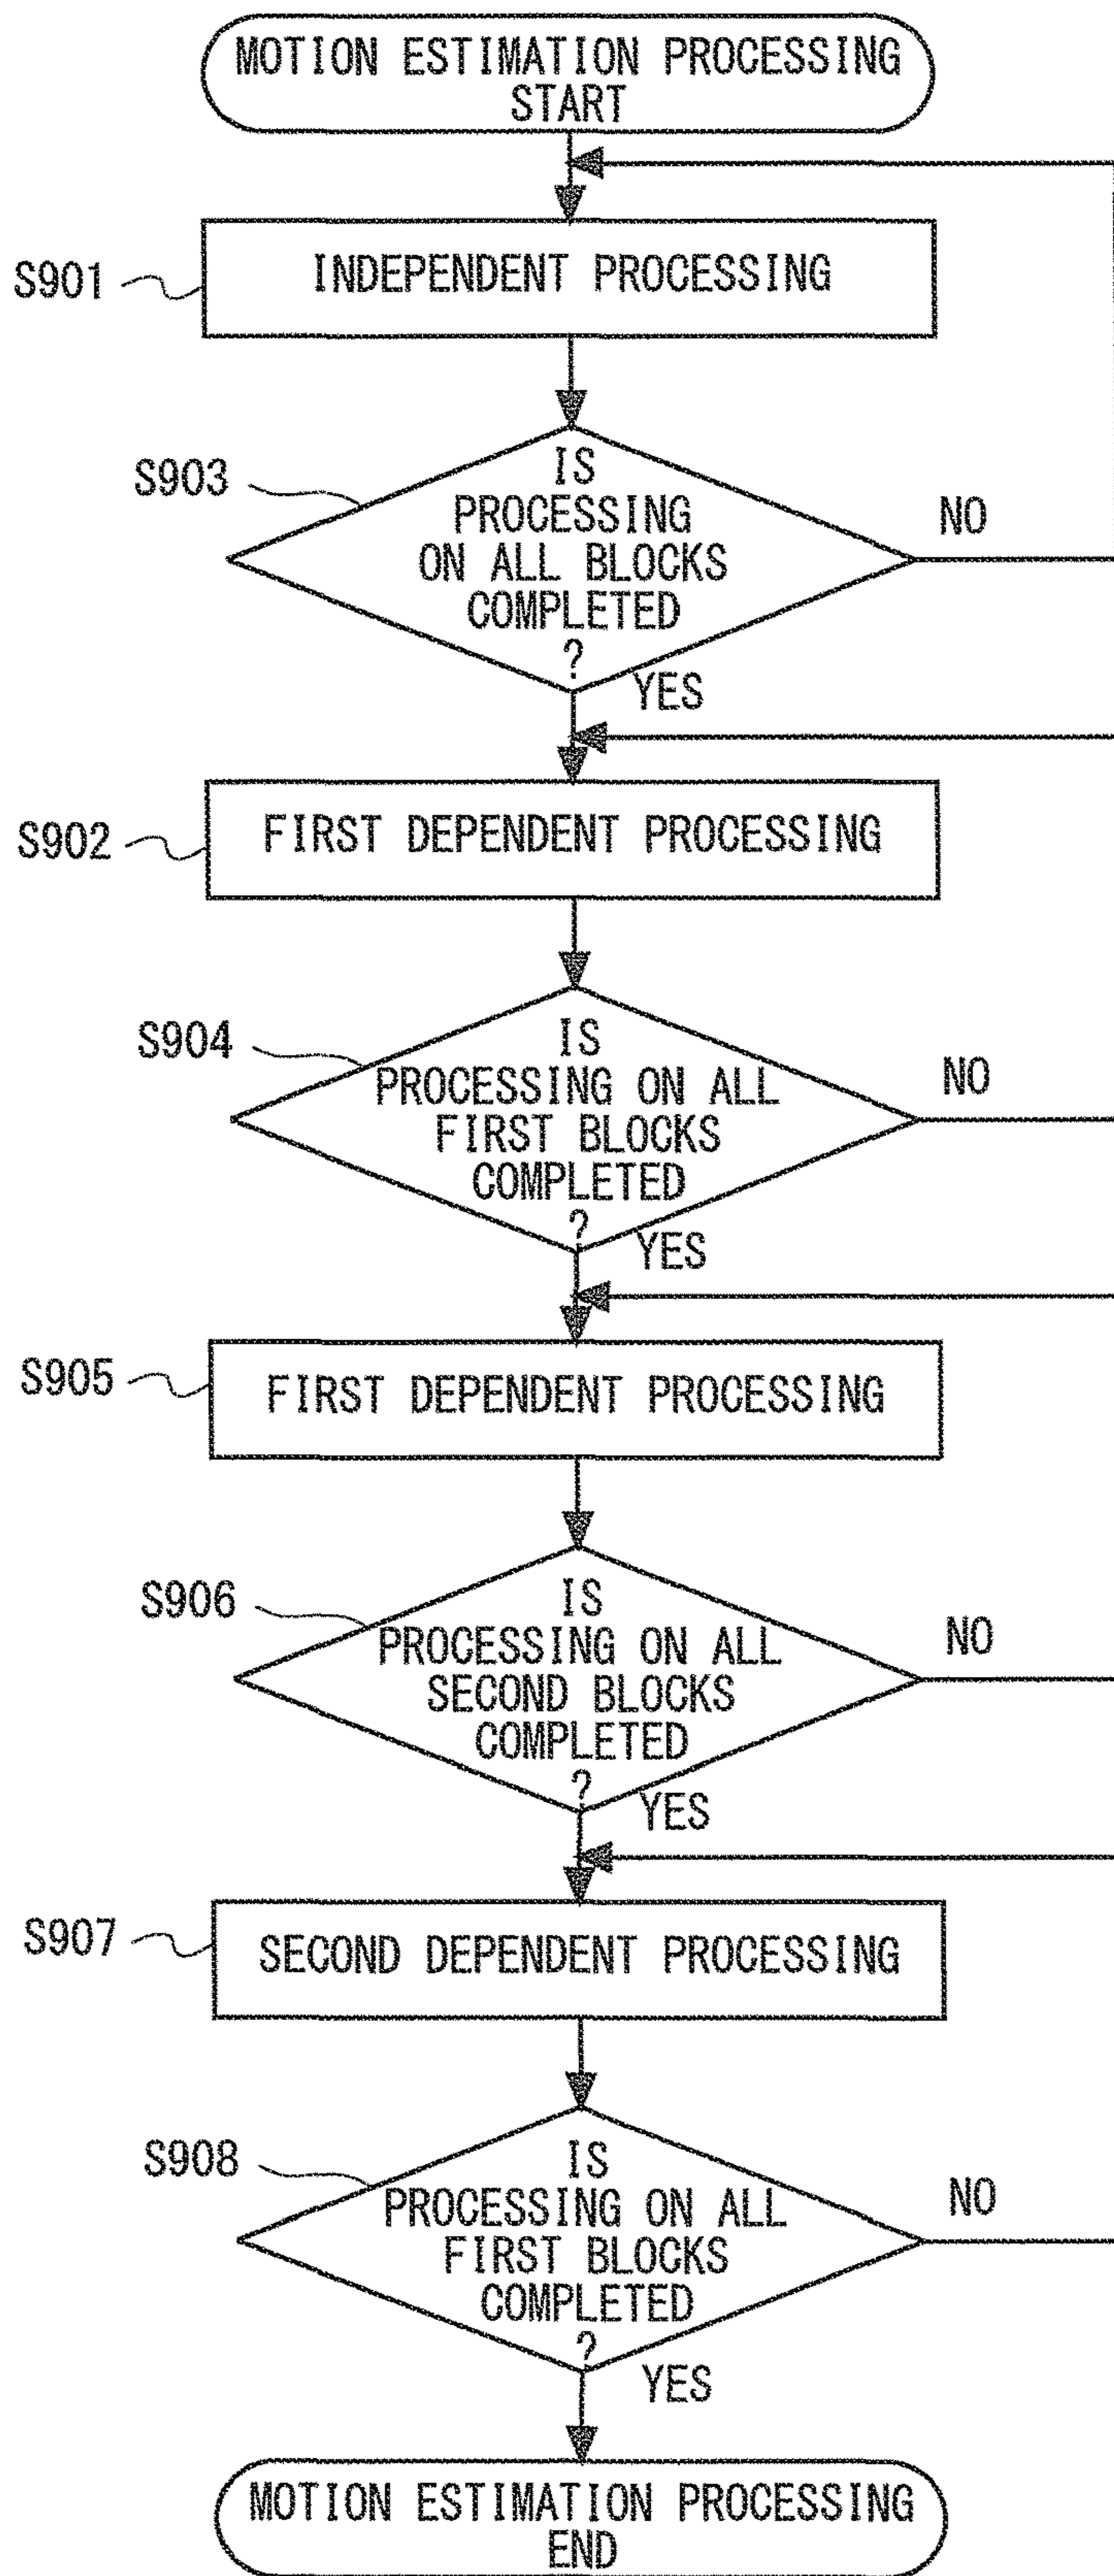 MOTION ESTIMATION PROCESSING
START
S901
INDEPENDENT PROCESSING
S903
IS
PROCESSING
ON ALL BLOCKS
COMPLETED
?
NO
YES
S902
FIRST DEPENDENT PROCESSING
S904
IS
PROCESSING ON ALL
FIRST BLOCKS
COMPLETED
?
NO
YES
S905
FIRST DEPENDENT PROCESSING
S906
IS
PROCESSING ON ALL
SECOND BLOCKS
COMPLETED
?
NO
YES
S907
SECOND DEPENDENT PROCESSING
S908
IS
PROCESSING ON ALL
FIRST BLOCKS
COMPLETED
?
NO
YES
MOTION ESTIMATION PROCESSING
END